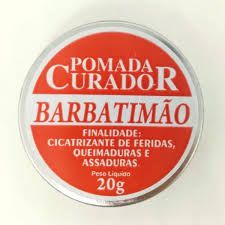 POMADA
CURADOR
BARBATIMÃO
FINALIDADE:
CICATRIZANTE DE FERIDAS,
QUEIMADURAS E
ASSADURAS.
Peso Líquido
20g